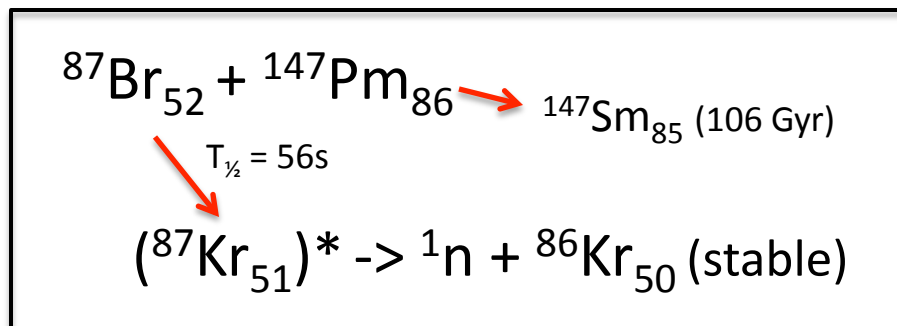 ⁸⁷Br₅₂ + ¹⁴⁷Pm₈₆
¹⁴⁷Sm₈₅ (106 Gyr)
T½ = 56s
(⁸⁷Kr₅₁)* -> ¹n + ⁸⁶Kr₅₀ (stable)